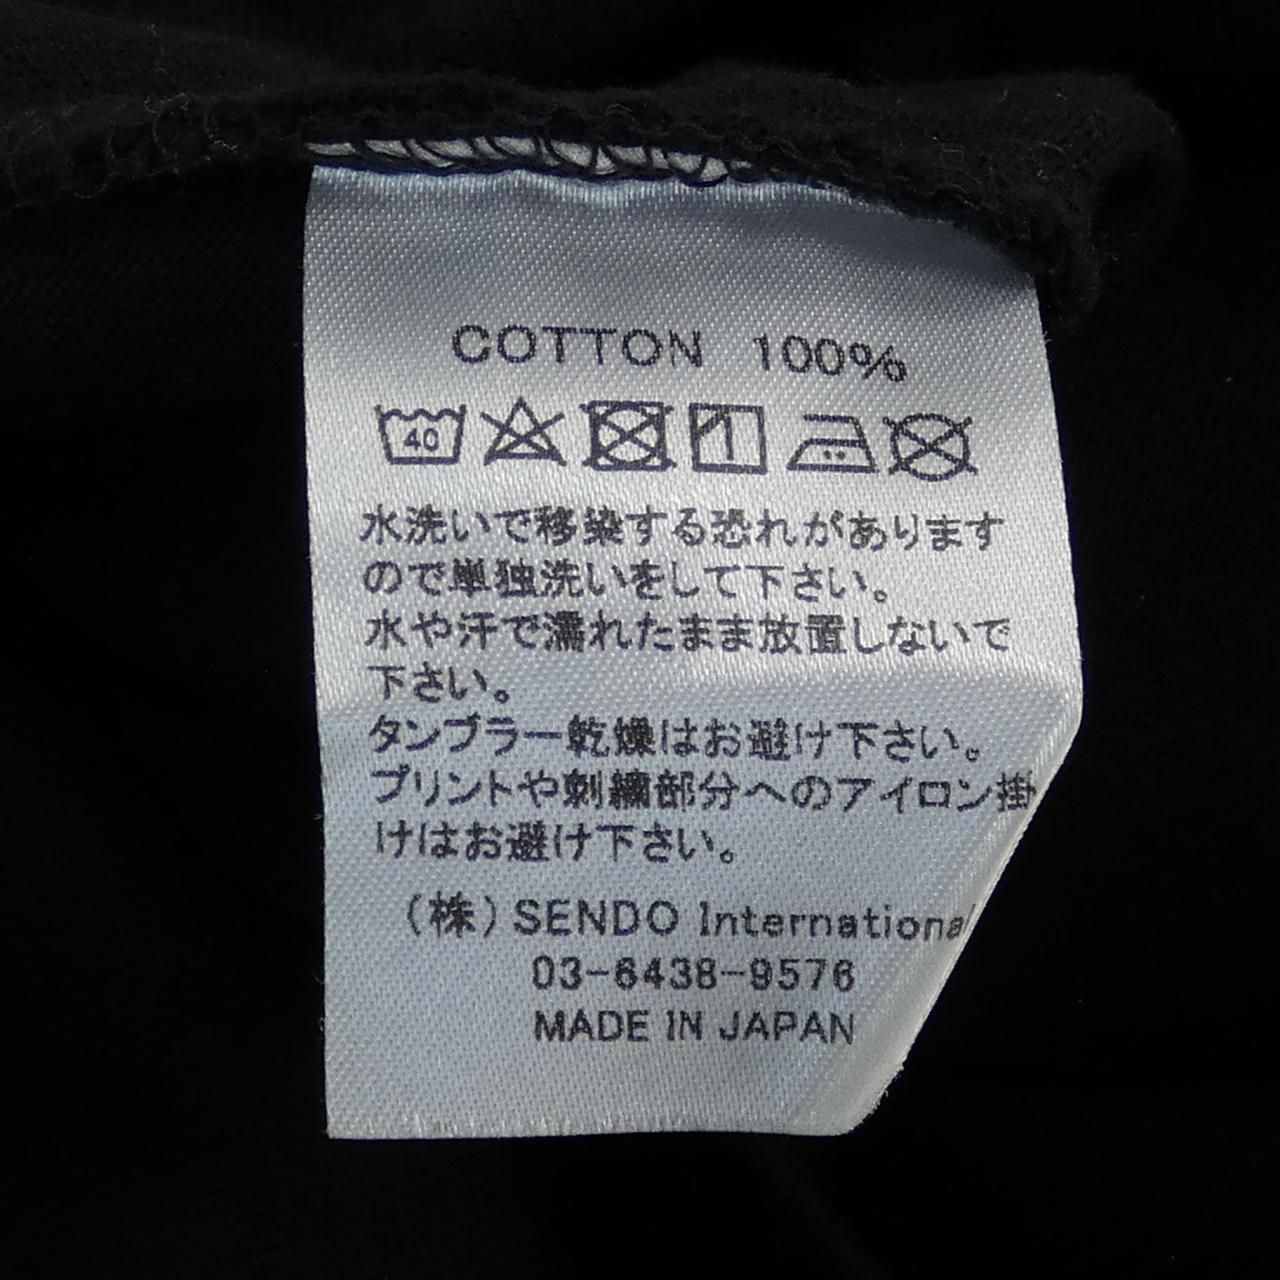 COTTON 100%
40
水洗いで移染する恐れがあります
ので単独洗いをして下さい。
水や汗で濡れたまま放置しないで
下さい。
タンブラー乾燥はお避け下さい。
プリントや刺繍部分へのアイロン掛
けはお避け下さい。
(株) SENDO International
03-6438-9576
MADE IN JAPAN